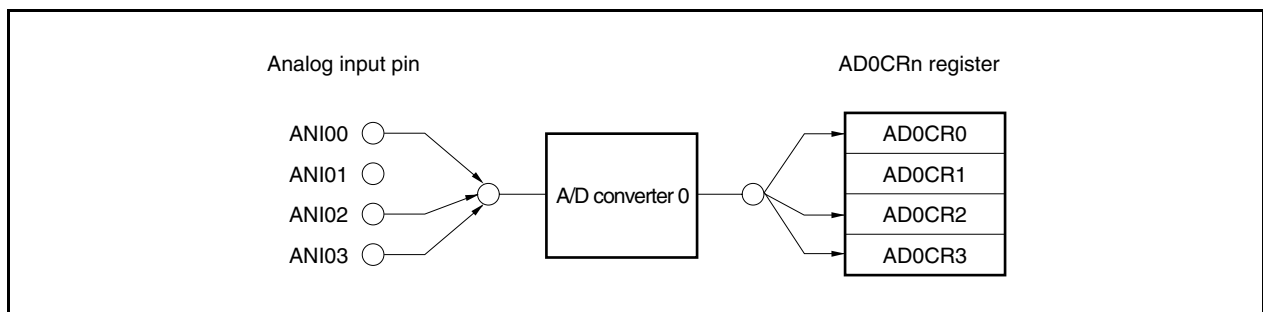 Analog input pin
AD0CRn register
ANI00
ANI01
ANI02
ANI03
A/D converter 0
AD0CR0
AD0CR1
AD0CR2
AD0CR3